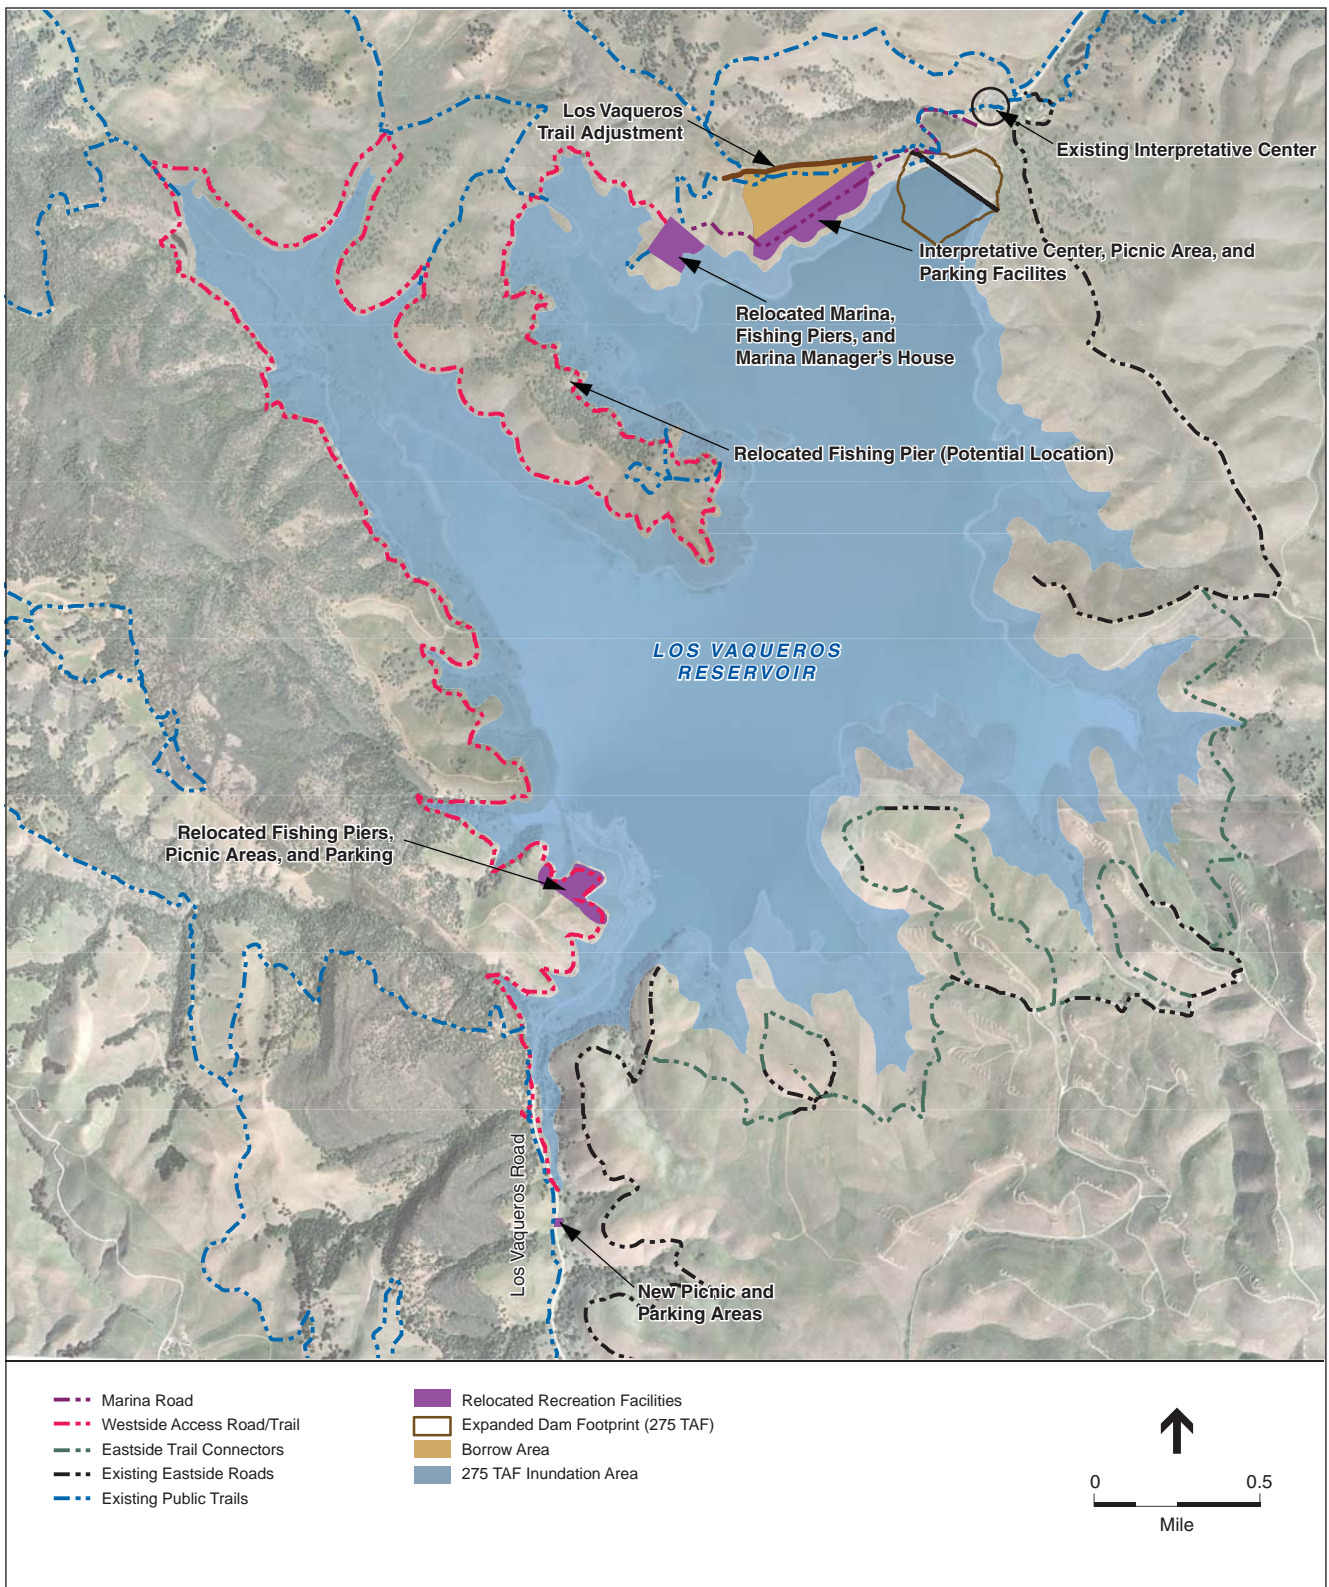 Los Vaqueros
Trail Adjustment
Existing Interpretative Center
Interpretative Center, Picnic Area, and
Parking Facilites
Relocated Marina,
Fishing Piers, and
Marina Manager's House
Relocated Fishing Pier (Potential Location)
LOS VAQUEROS
RESERVOIR
Relocated Fishing Piers,
Picnic Areas, and Parking
Los Vaqueros Road
New Picnic and
Parking Areas
Marina Road
Westside Access Road/Trail
Eastside Trail Connectors
Existing Eastside Roads
Existing Public Trails
Relocated Recreation Facilities
Expanded Dam Footprint (275 TAF)
Borrow Area
275 TAF Inundation Area
0 0.5
Mile